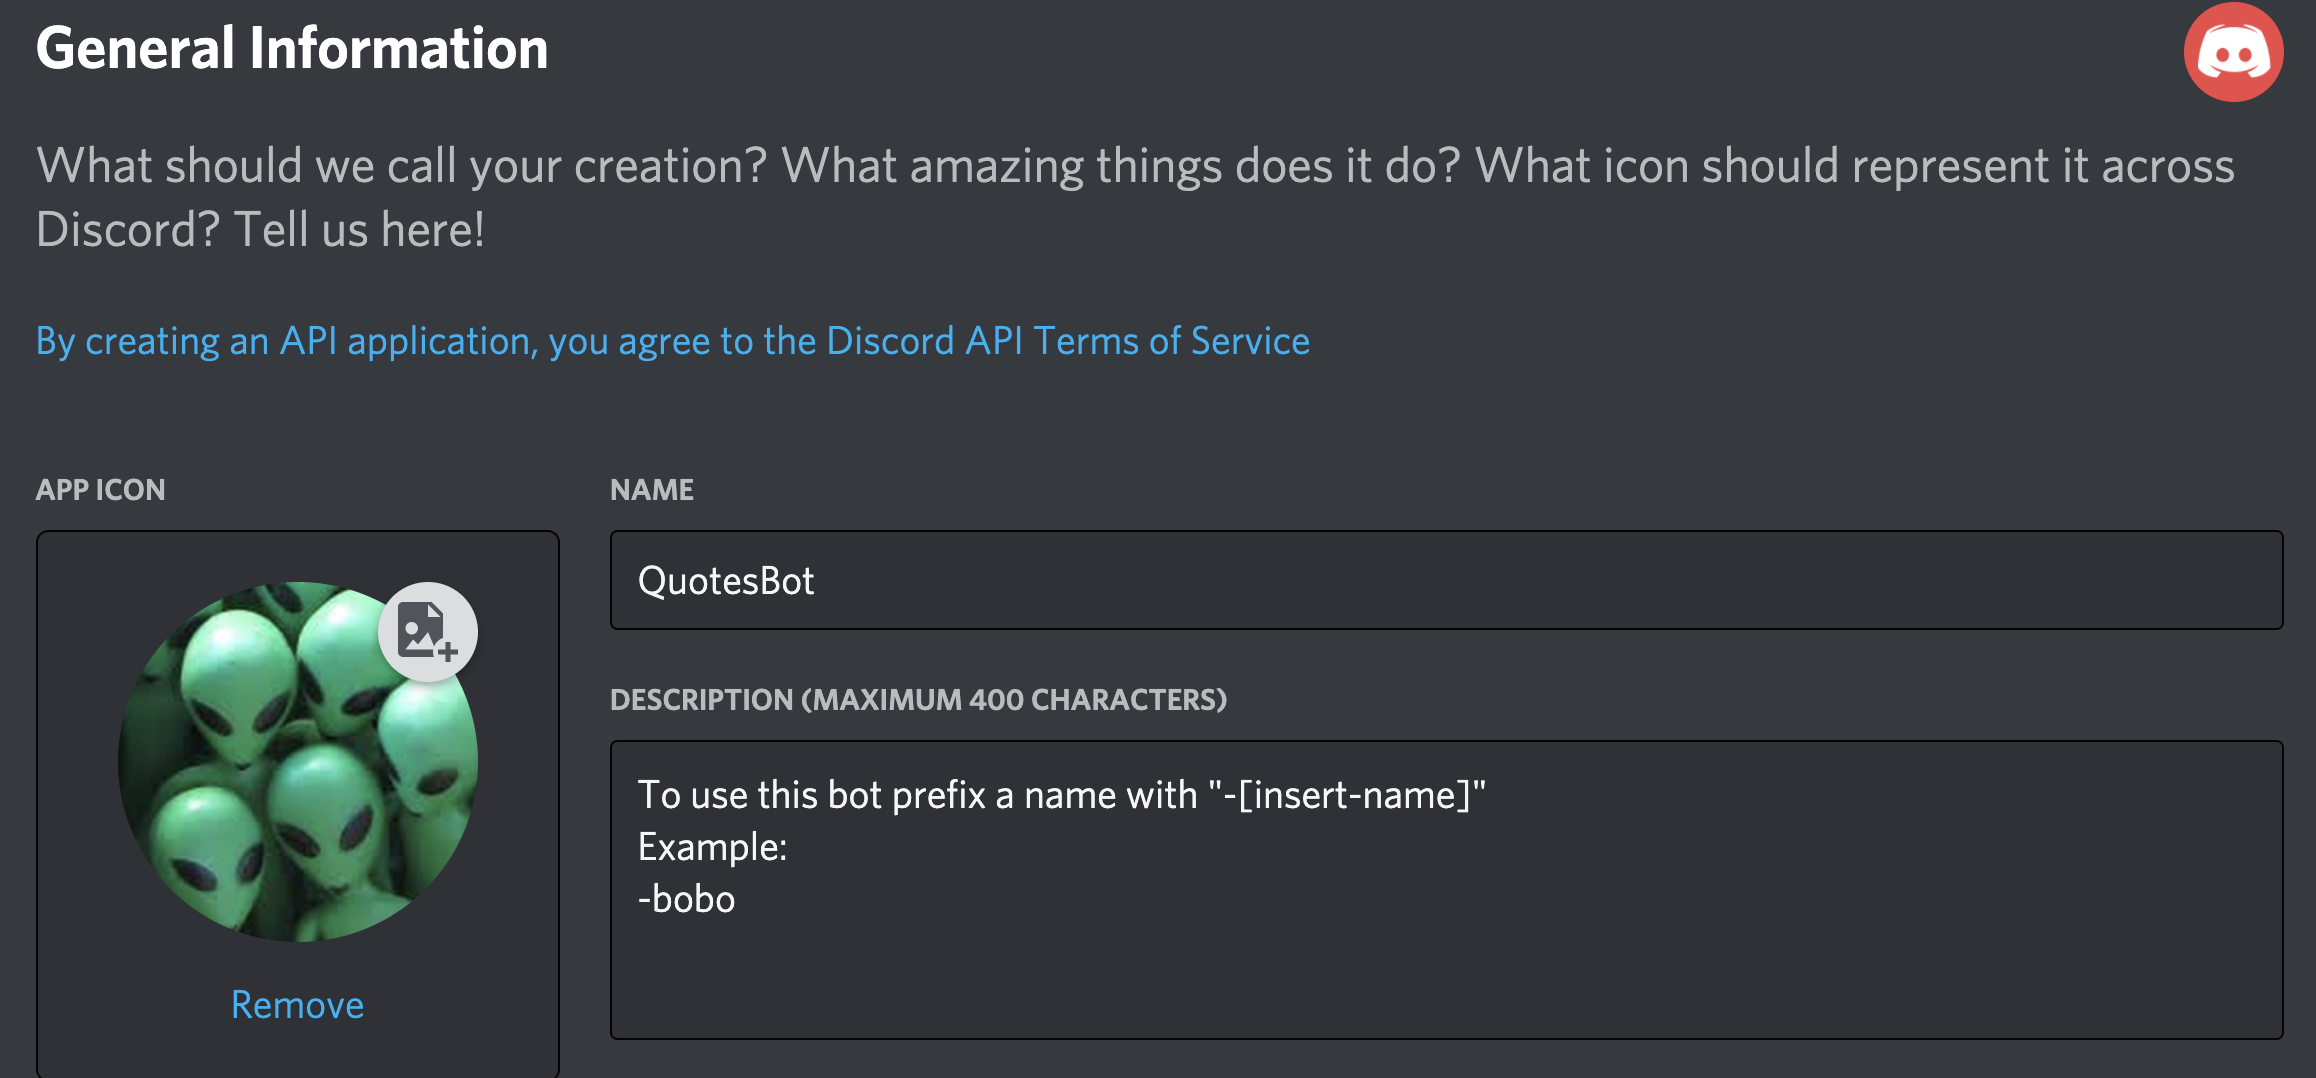 General Information
What should we call your creation? What amazing things does it do? What icon should represent it across
Discord? Tell us here!
By creating an API application, you agree to the Discord API Terms of Service
APP ICON
Remove
NAME
QuotesBot
DESCRIPTION (MAXIMUM 400 CHARACTERS)
To use this bot prefix a name with "-[insert-name]"
Example:
-bobo